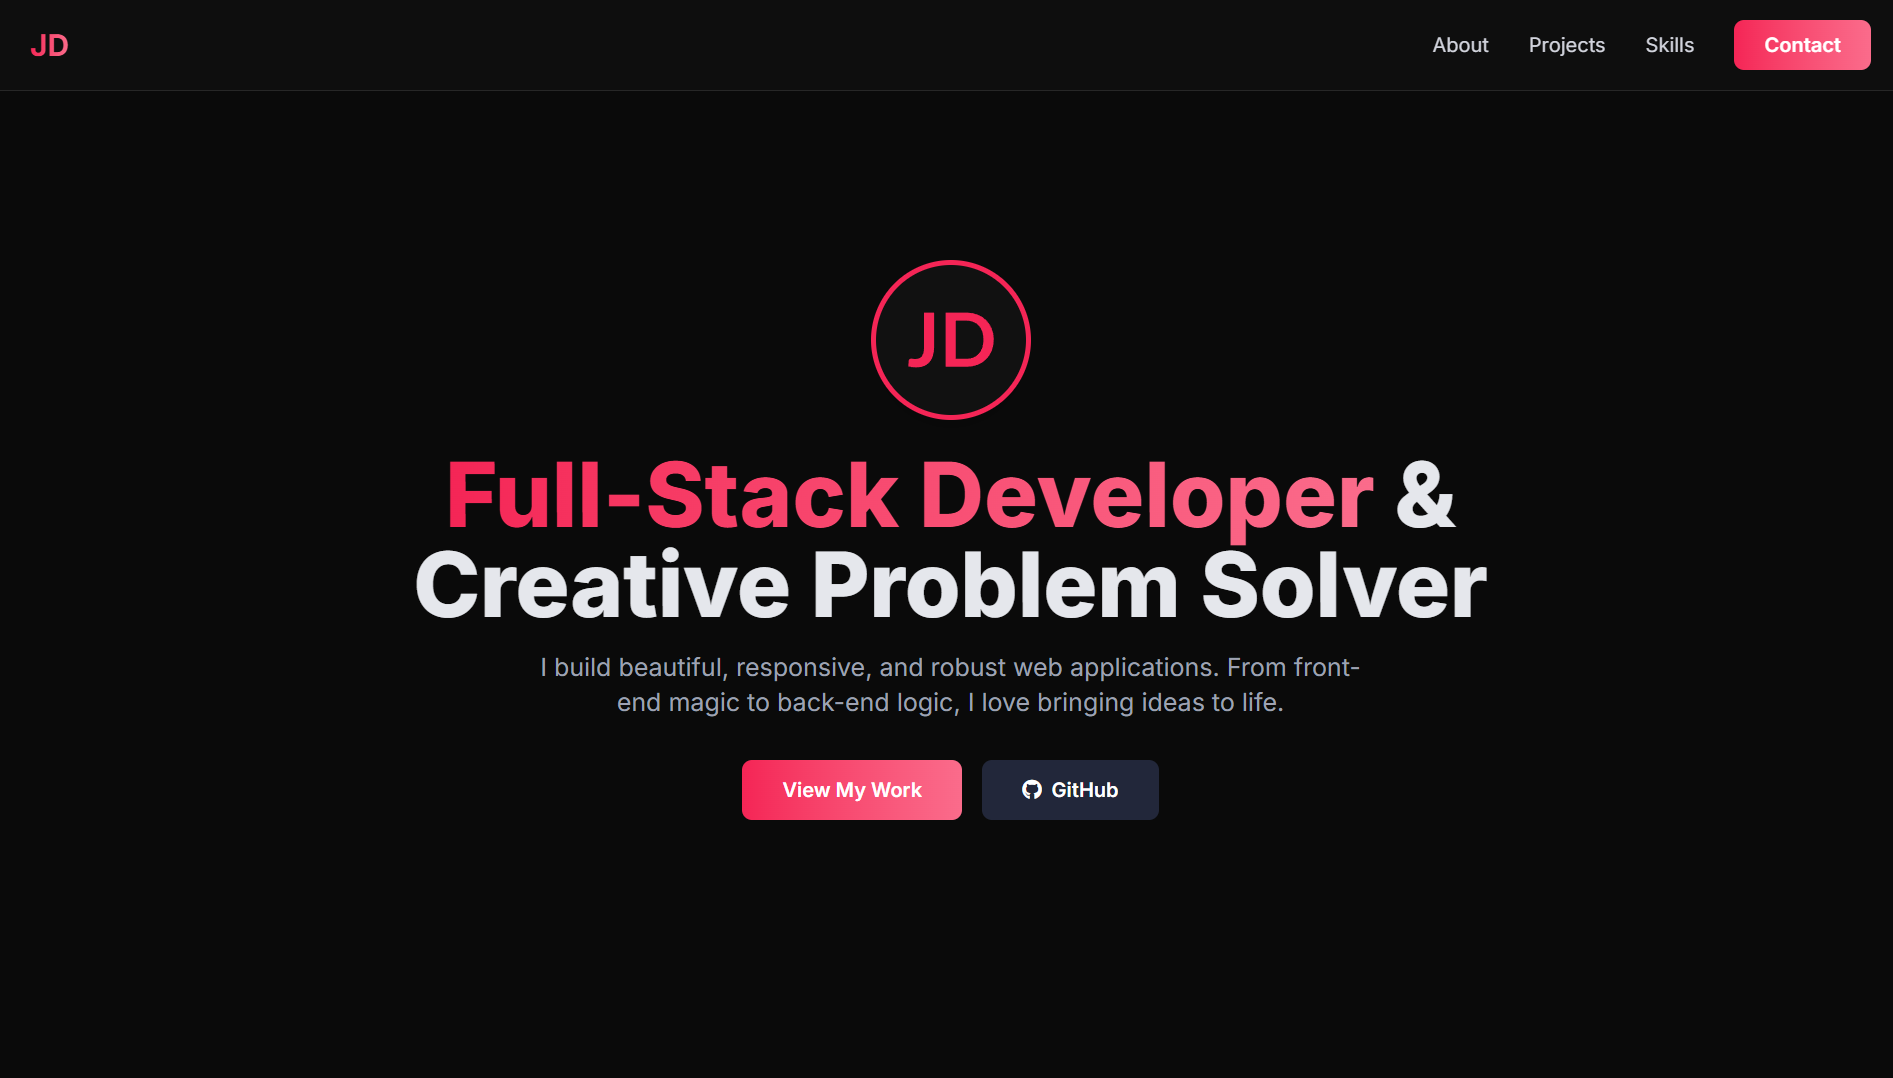 JD
About
Projects
Skills
Contact
JD
Full-Stack Developer &
Creative Problem Solver
I build beautiful, responsive, and robust web applications. From front-
end magic to back-end logic, I love bringing ideas to life.
View My Work
GitHub